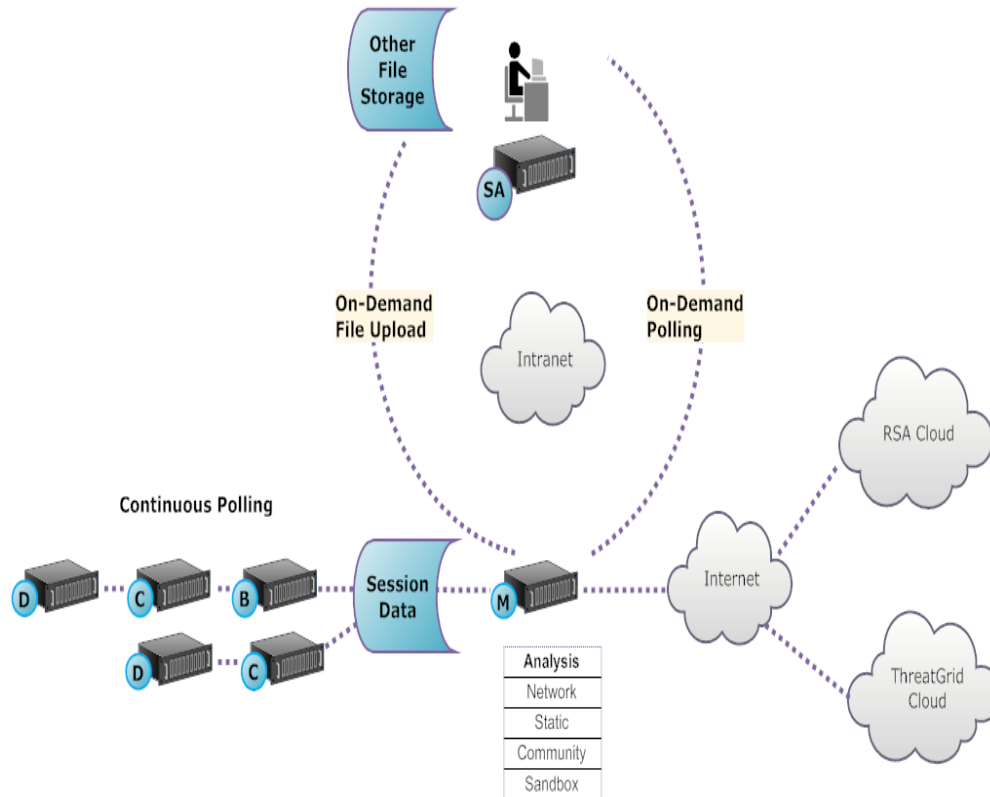 Other
File
Storage
SA
On-Demand
File Upload
On-Demand
Polling
Intranet
RSA Cloud
Continuous Polling
D
C
B
Session
Data
M
Internet
D
C
ThreatGrid
Cloud
Analysis
Network
Static
Community
Sandbox